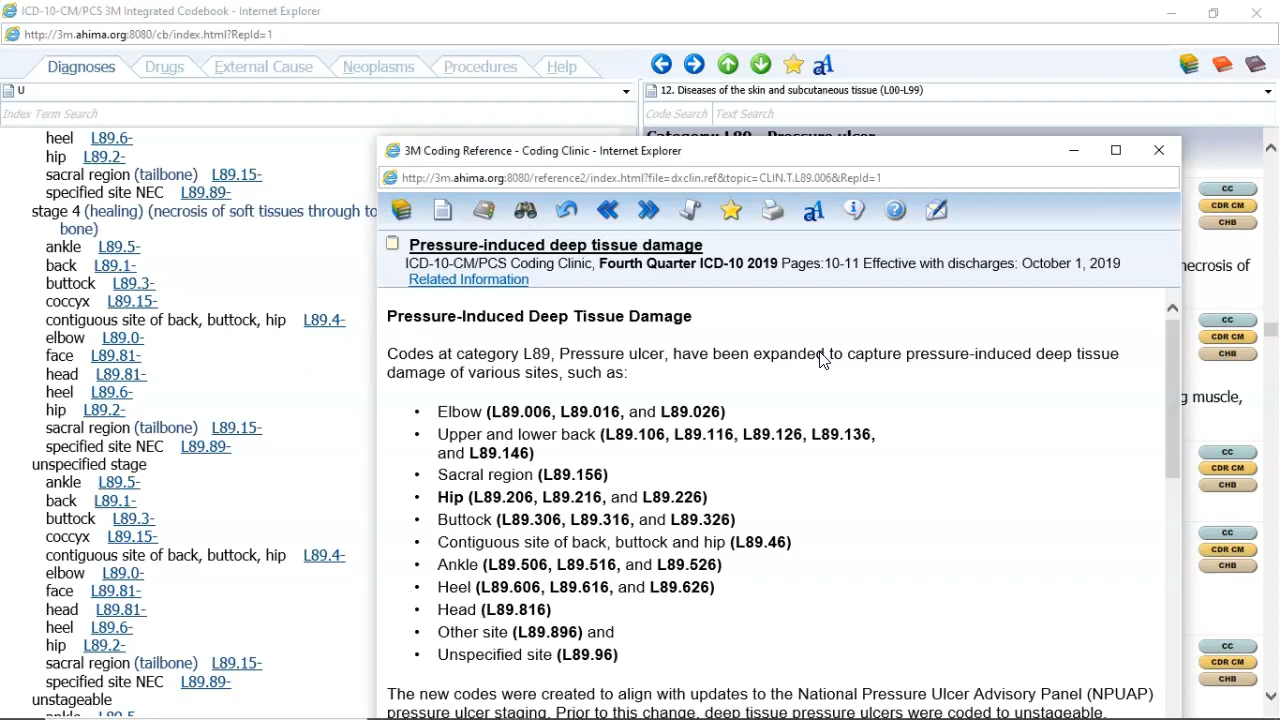 ICD-10-CM/PCS 3M Integrated Codebook - Internet Explorer
http://3m.ahima.org:8080/cb/index.html?RepId=1
Diagnoses Drugs External Cause Neoplasms Procedures Help
U
12. Diseases of the skin and subcutaneous tissue (L00-L99)
Index Term Search
Code Search Text Search
heel L89.6-
hip L89.2-
sacral region (tailbone) L89.15-
specified site NEC L89.89-
stage 4 (healing) (necrosis of soft tissues through to
bone)
ankle L89.5-
back L89.1-
buttock L89.3-
coccyx L89.15-
contiguous site of back, buttock, hip L89.4-
elbow L89.0-
face L89.81-
head L89.81-
heel L89.6-
hip L89.2-
sacral region (tailbone) L89.15-
specified site NEC L89.89-
unspecified stage
ankle L89.5-
back L89.1-
buttock L89.3-
coccyx L89.15-
contiguous site of back, buttock, hip L89.4-
elbow L89.0-
face L89.81-
head L89.81-
heel L89.6-
hip L89.2-
sacral region (tailbone) L89.15-
specified site NEC L89.89-
unstageable
Category: L89 - Pressure ulcer
3M Coding Reference - Coding Clinic - Internet Explorer
http://3m.ahima.org:8080/reference2/index.html?file=dxclin.ref&topic=CLIN.T.L89.006&RepId=1
Pressure-induced deep tissue damage
ICD-10-CM/PCS Coding Clinic, Fourth Quarter ICD-10 2019 Pages:10-11 Effective with discharges: October 1, 2019
Related Information
Pressure-Induced Deep Tissue Damage
Codes at category L89, Pressure ulcer, have been expanded to capture pressure-induced deep tissue
damage of various sites, such as:
• Elbow (L89.006, L89.016, and L89.026)
• Upper and lower back (L89.106, L89.116, L89.126, L89.136,
and L89.146)
• Sacral region (L89.156)
• Hip (L89.206, L89.216, and L89.226)
• Buttock (L89.306, L89.316, and L89.326)
• Contiguous site of back, buttock and hip (L89.46)
• Ankle (L89.506, L89.516, and L89.526)
• Heel (L89.606, L89.616, and L89.626)
• Head (L89.816)
• Other site (L89.896) and
• Unspecified site (L89.96)
The new codes were created to align with updates to the National Pressure Ulcer Advisory Panel (NPUAP)
pressure ulcer staging. Prior to this change, deep tissue pressure ulcers were coded to unstageable.
CC
CDR CM
CHB
necrosis of
CC
CDR CM
CHB
muscle,
CC
CDR CM
CHB
CC
CDR CM
CHB
CC
CDR CM
CHB